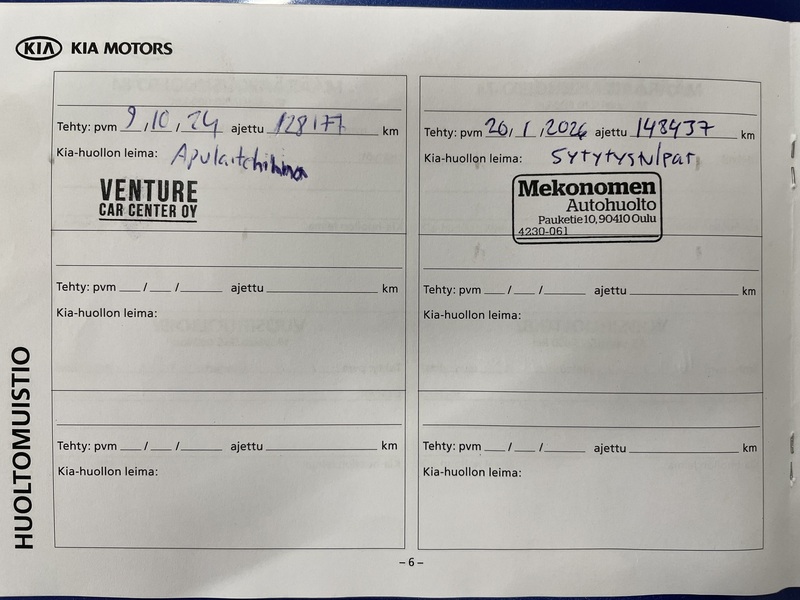 KIA KIA MOTORS
Tehty: pvm 9,10,24 ajettu 128177 km
Kia-huollon leima: Apulaitehihna
VENTURE
CAR CENTER OY
Tehty: pvm / / ajettu km
Kia-huollon leima:
Tehty: pvm / / ajettu km
Kia-huollon leima:
Tehty: pvm 20,1,2026 ajettu 148437 km
Kia-huollon leima: Sytytystulpat
Mekonomen
Autohuolto
Pauketie 10, 90410 Oulu
4230-061
Tehty: pvm / / ajettu km
Kia-huollon leima:
Tehty: pvm / / ajettu km
Kia-huollon leima:
HUOLTOMUISTIO
– 6 –